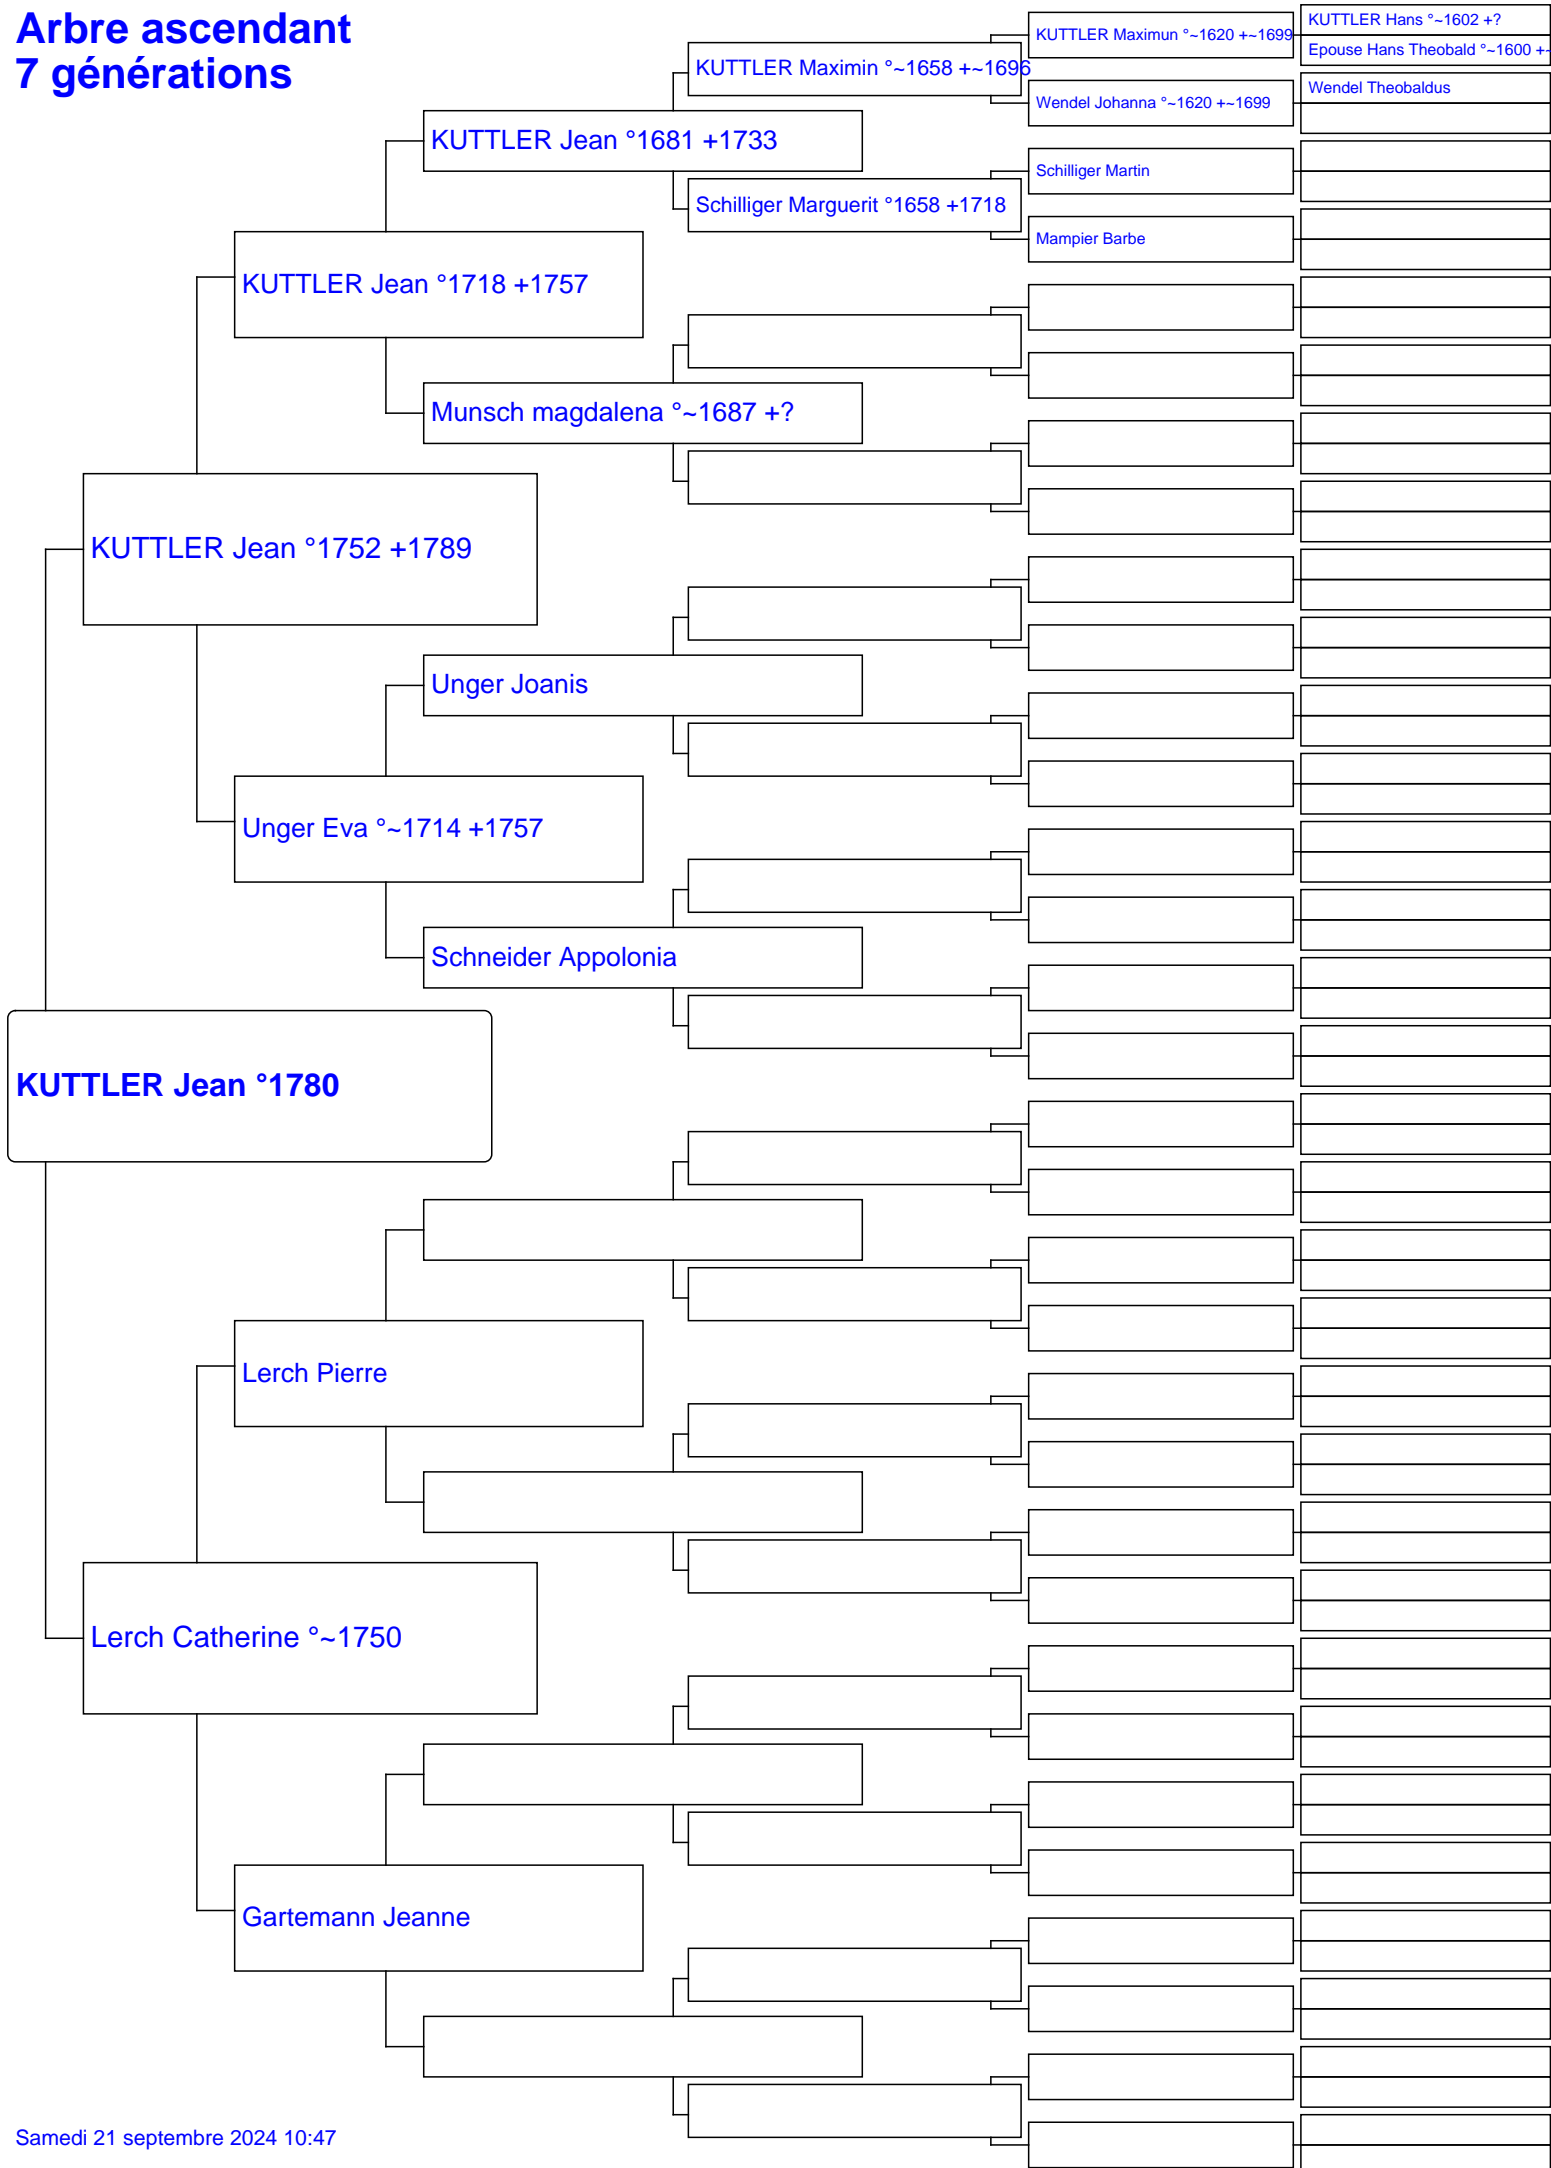 Arbre ascendant
7 générations
KUTTLER Maximun °~1620 +~1699
KUTTLER Hans °~1602 +?
Epouse Hans Theobald °~1600 +~
KUTTLER Maximin °~1658 +~1696
Wendel Theobaldus
Wendel Johanna °~1620 +~1699
KUTTLER Jean °1681 +1733
Schilliger Martin
Schilliger Marguerit °1658 +1718
Mampier Barbe
KUTTLER Jean °1718 +1757
Munsch magdalena °~1687 +?
KUTTLER Jean °1752 +1789
Unger Joanis
Unger Eva °~1714 +1757
Schneider Appolonia
KUTTLER Jean °1780
Lerch Pierre
Lerch Catherine °~1750
Gartemann Jeanne
Samedi 21 septembre 2024 10:47